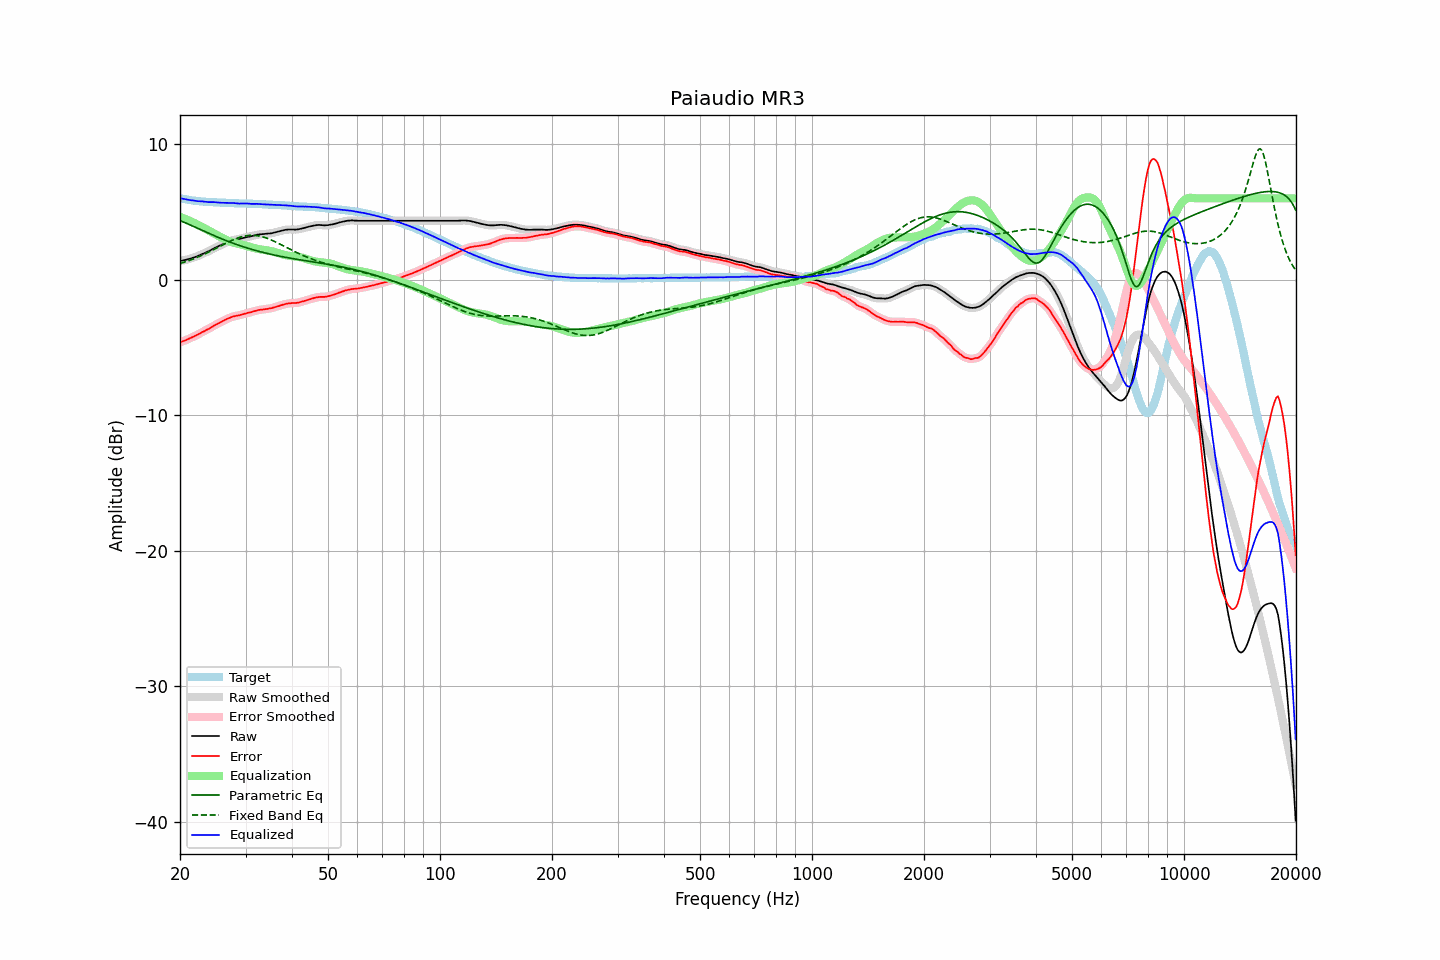 Paiaudio MR3
10
0
−10
−20
−30
−40
Amplitude (dBr)
Target
Raw Smoothed
Error Smoothed
Raw
Error
Equalization
Parametric Eq
Fixed Band Eq
Equalized
20 50 100 200 500 1000 2000 5000 10000 20000
Frequency (Hz)